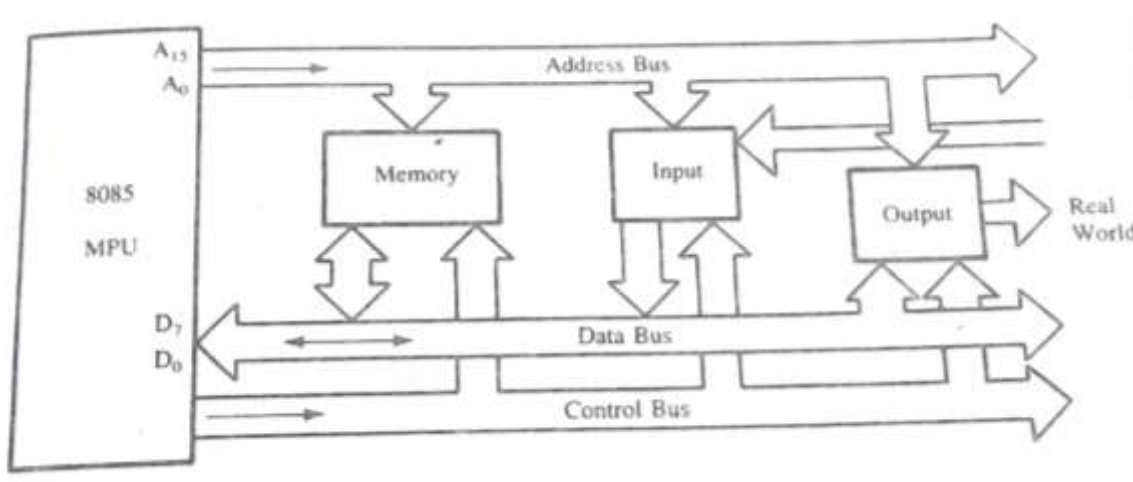 A₁₅
Address Bus
A₀
Memory
Input
8085
MPU
Output
Real
World
D₇
Data Bus
D₀
Control Bus